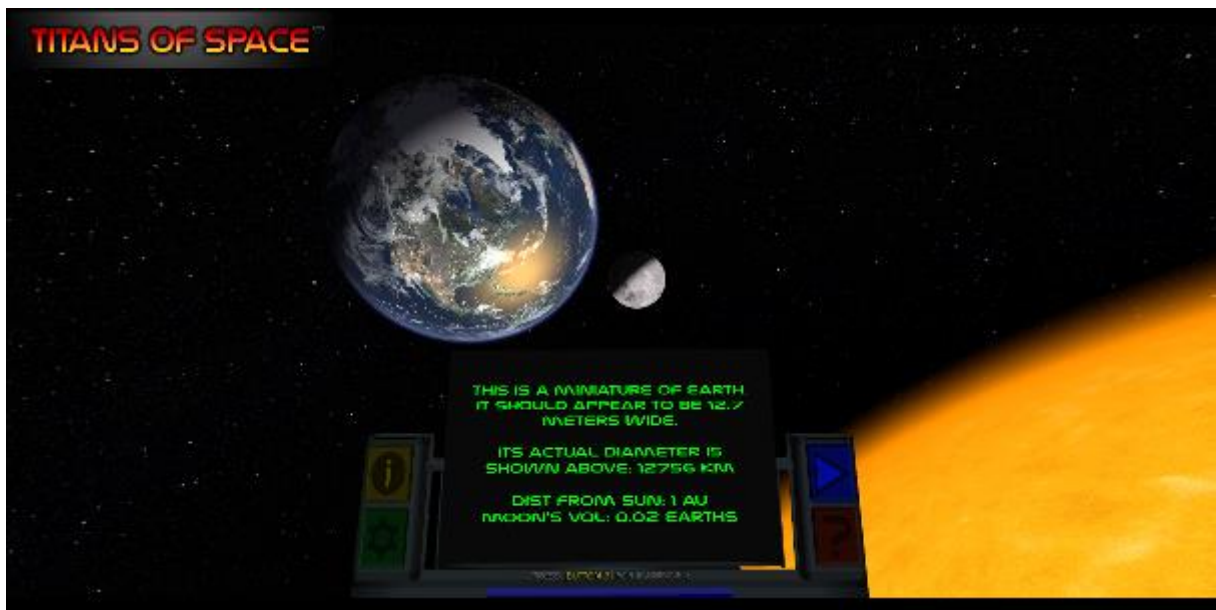 TITANS OF SPACE
THIS IS A MINIATURE OF EARTH
IT SHOULD APPEAR TO BE 12.7
METERS WIDE.
ITS ACTUAL DIAMETER IS
SHOWN ABOVE: 12756 KM
DIST FROM SUN: 1 AU
MOON'S VOL: 0.02 EARTHS